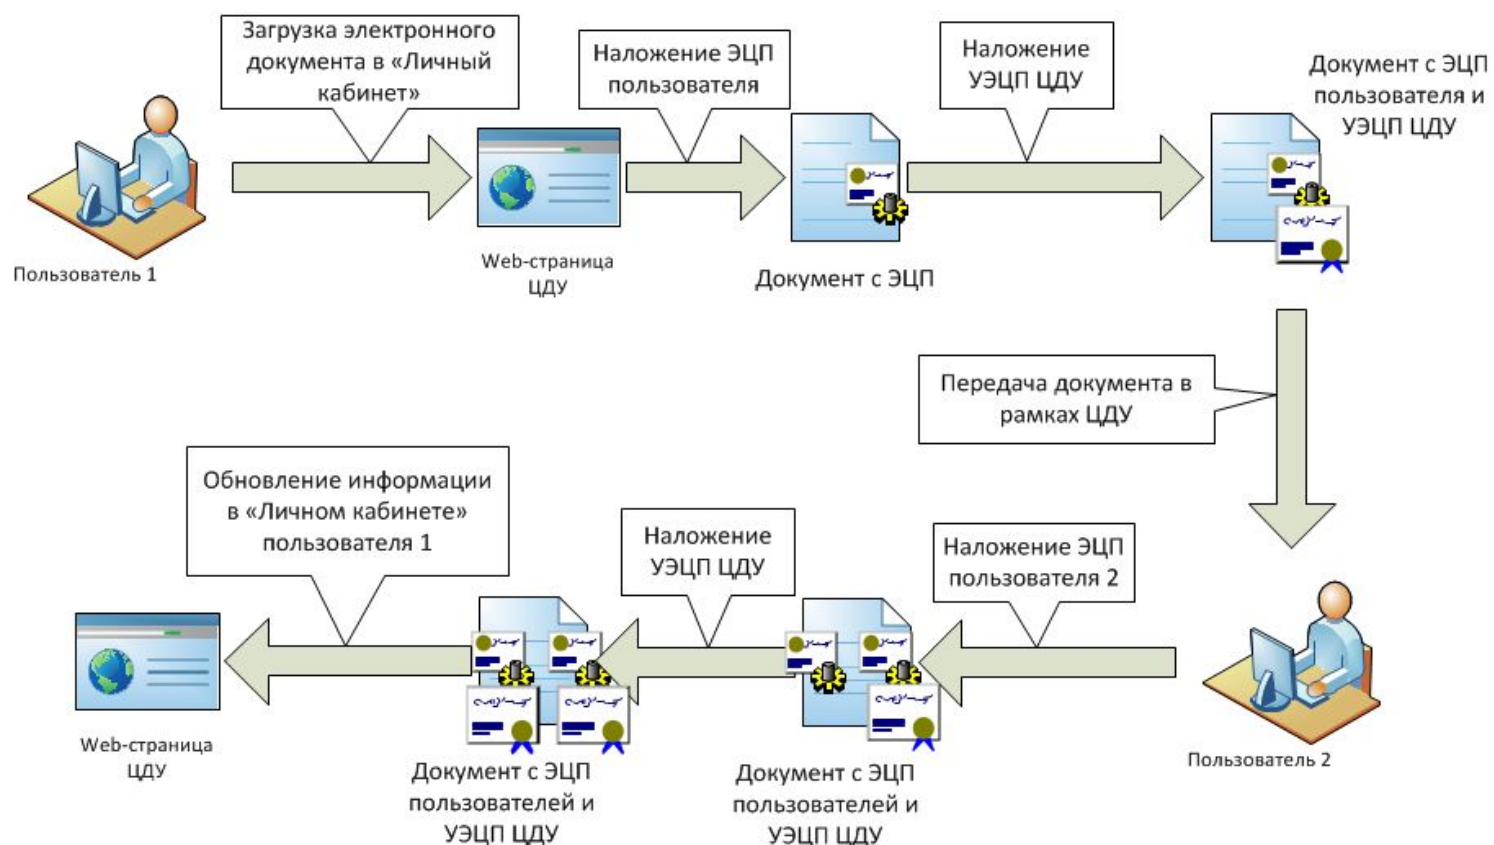 Загрузка электронного
документа в «Личный
кабинет»
Наложение ЭЦП
пользователя
Наложение
УЭЦП ЦДУ
Документ с ЭЦП
пользователя и
УЭЦП ЦДУ
Пользователь 1
Web-страница
ЦДУ
Документ с ЭЦП
Передача документа в
рамках ЦДУ
Обновление информации
в «Личном кабинете»
пользователя 1
Наложение
УЭЦП ЦДУ
Наложение ЭЦП
пользователя 2
Web-страница
ЦДУ
Документ с ЭЦП
пользователей и
УЭЦП ЦДУ
Документ с ЭЦП
пользователей и
УЭЦП ЦДУ
Пользователь 2